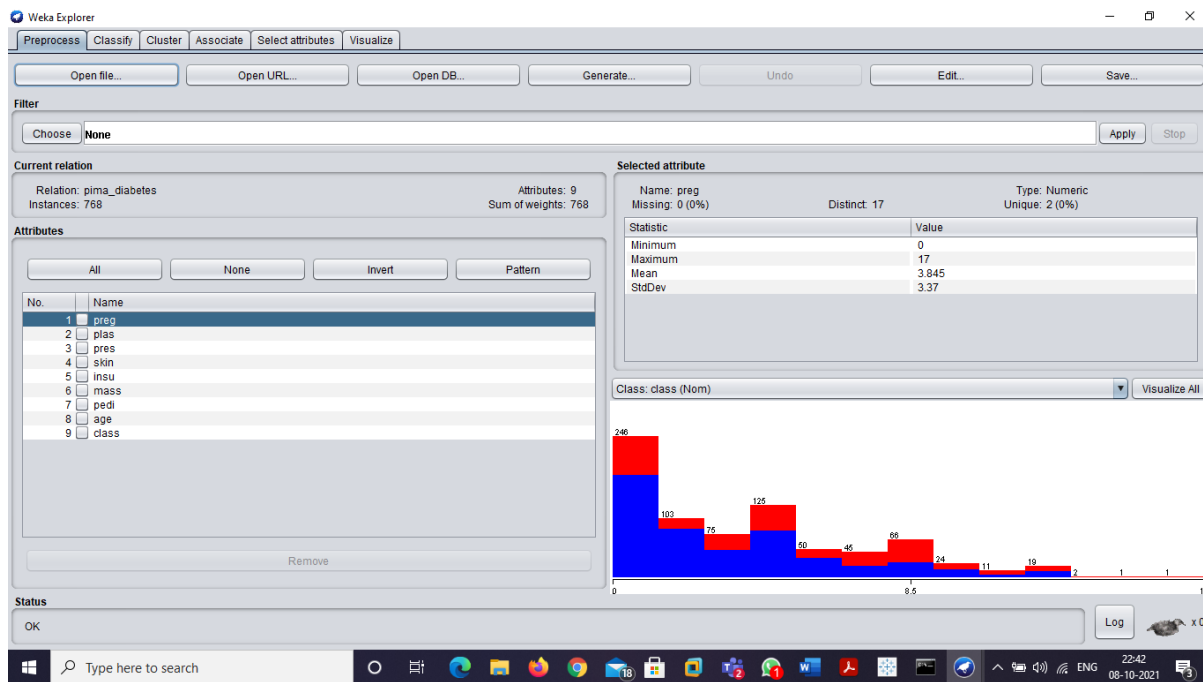 Weka Explorer
Preprocess Classify Cluster Associate Select attributes Visualize
Open file... Open URL... Open DB... Generate... Undo Edit... Save...
Filter
Choose None Apply Stop
Current relation
Relation: pima_diabetes Attributes: 9
Instances: 768 Sum of weights: 768
Attributes
All None Invert Pattern
No. Name
1 preg
2 plas
3 pres
4 skin
5 insu
6 mass
7 pedi
8 age
9 class
Remove
Selected attribute
Name: preg Type: Numeric
Missing: 0 (0%) Distinct: 17 Unique: 2 (0%)
Statistic Value
Minimum 0
Maximum 17
Mean 3.845
StdDev 3.37
Class: class (Nom) Visualize All
246
103
75
125
50
45
66
24
11
19
2
1
1
0 8.5 1
Status
OK
Log x 0
Type here to search
18
2
1
ENG
22:42
08-10-2021
3